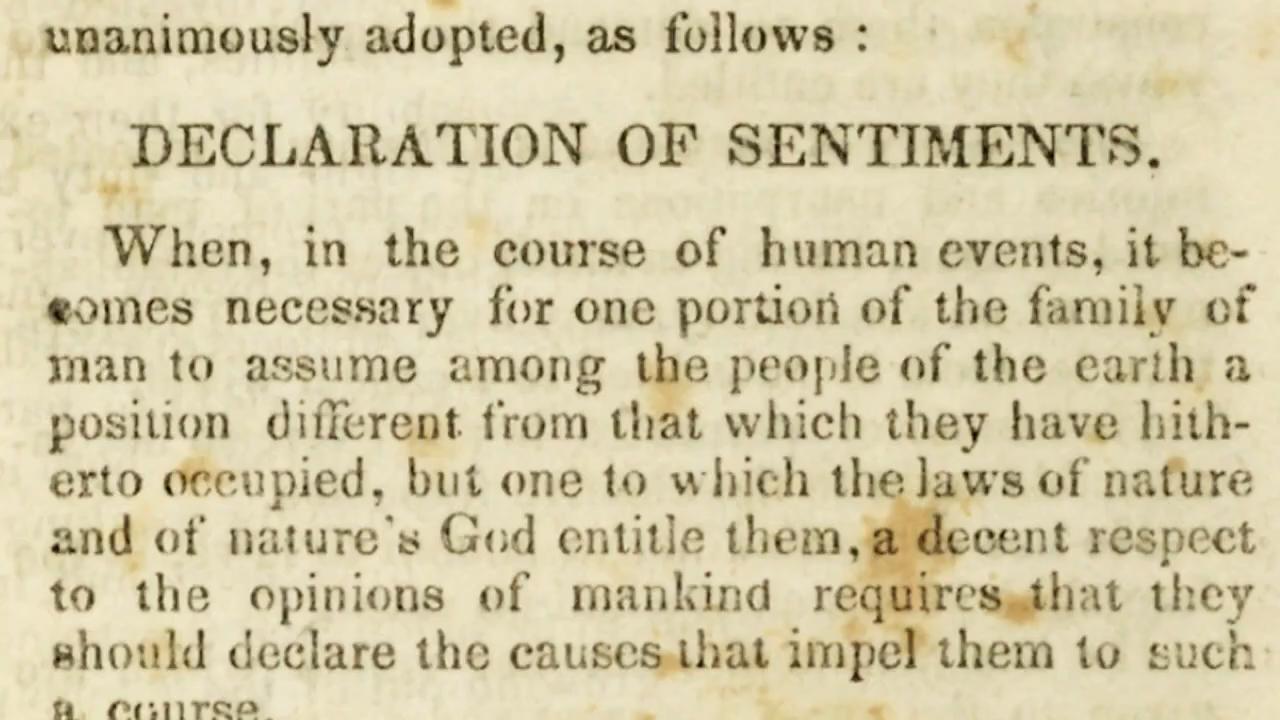 unanimously adopted, as follows :
DECLARATION OF SENTIMENTS.
When, in the course of human events, it be-
comes necessary for one portion of the family of
man to assume among the people of the earth a
position different from that which they have hith-
erto occupied, but one to which the laws of nature
and of nature's God entitle them, a decent respect
to the opinions of mankind requires that they
should declare the causes that impel them to such
a course.